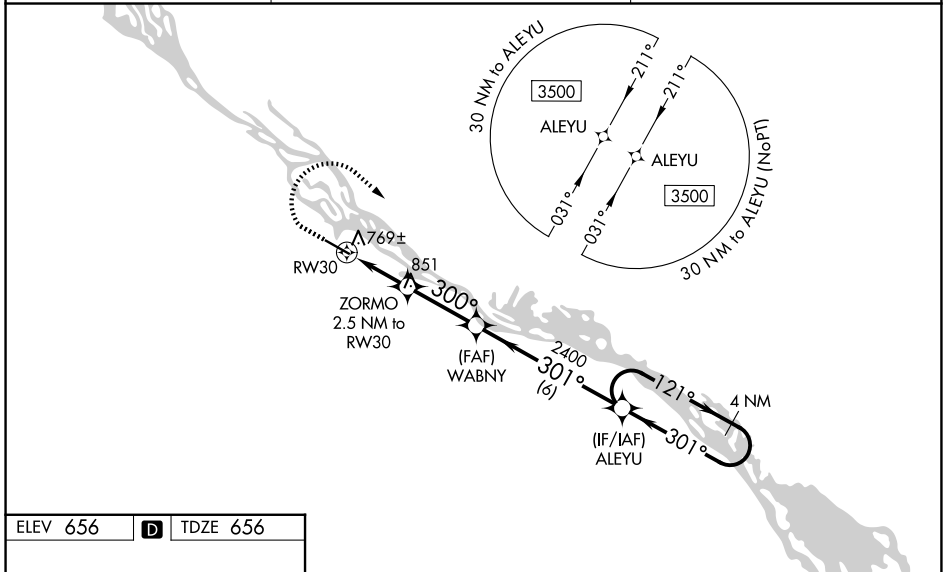 30 NM to ALEYU
3500
211°
ALEYU
031°
211°
ALEYU
3500
031°
30 NM to ALEYU (NoPT)
769±
RW30
851
300°
ZORMO
2.5 NM to
RW30
(FAF)
WABNY
2400
301°
(6)
121°
4 NM
301°
(IF/IAF)
ALEYU
ELEV 656 D TDZE 656